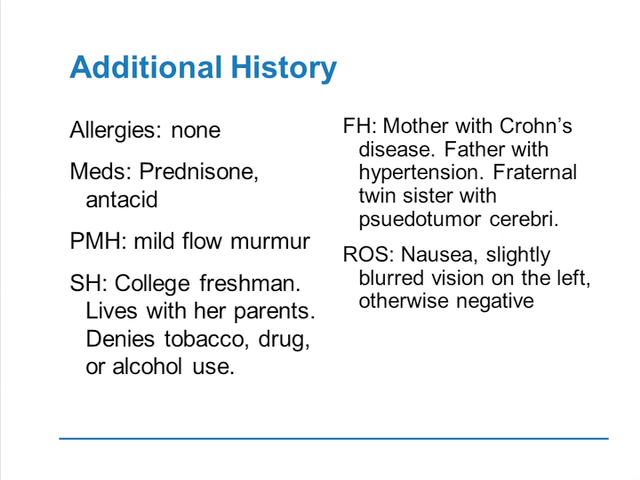 Additional History
Allergies: none
Meds: Prednisone,
antacid
PMH: mild flow murmur
SH: College freshman.
Lives with her parents.
Denies tobacco, drug,
or alcohol use.
FH: Mother with Crohn’s
disease. Father with
hypertension. Fraternal
twin sister with
psuedotumor cerebri.
ROS: Nausea, slightly
blurred vision on the left,
otherwise negative